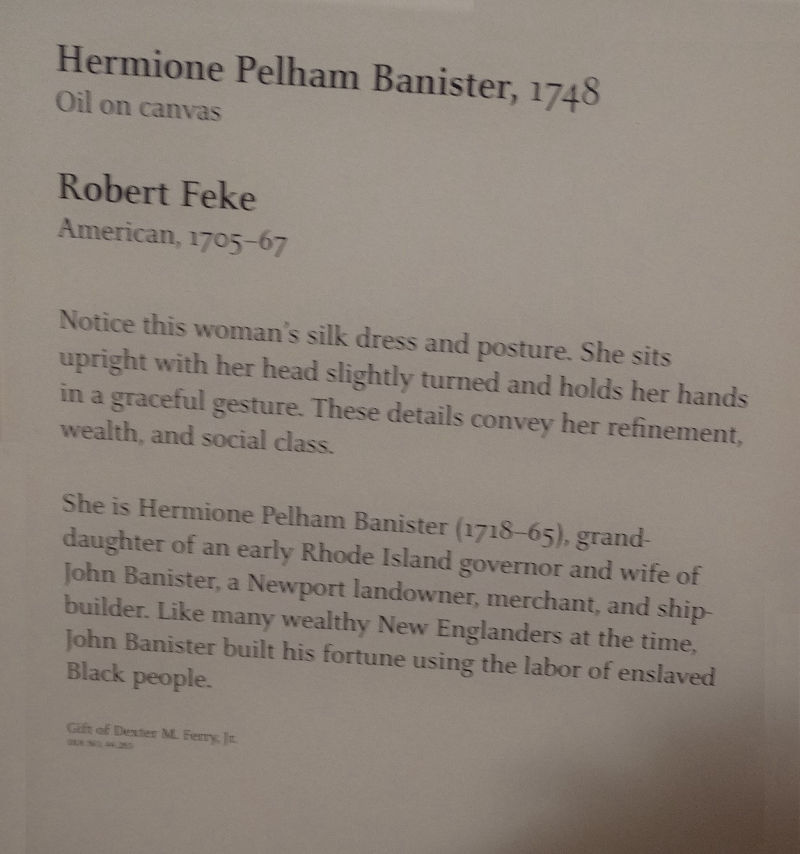 Hermione Pelham Banister, 1748
Oil on canvas
Robert Feke
American, 1705–67
Notice this woman's silk dress and posture. She sits
upright with her head slightly turned and holds her hands
in a graceful gesture. These details convey her refinement,
wealth, and social class.
She is Hermione Pelham Banister (1718–65), grand-
daughter of an early Rhode Island governor and wife of
John Banister, a Newport landowner, merchant, and ship-
builder. Like many wealthy New Englanders at the time,
John Banister built his fortune using the labor of enslaved
Black people.
Gift of Dexter M. Ferry, Jr.